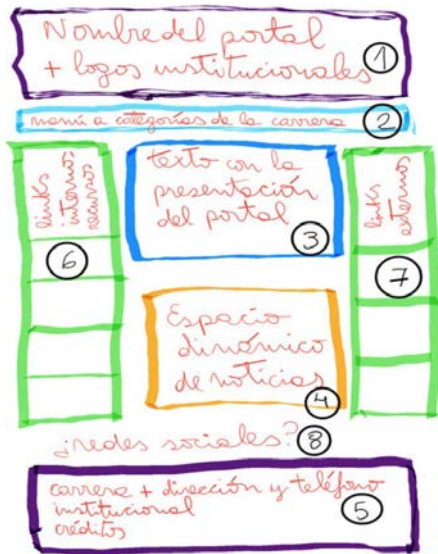 Nombre del portal
+ logos institucionales
1
menú a categorías de la carrera
2
links
internos
recursos
6
texto con la
presentación
del portal
3
links
externos
7
Espacio
dinámico
de noticias
4
¿redes sociales?
8
carrera + dirección y teléfono
institucional
créditos
5